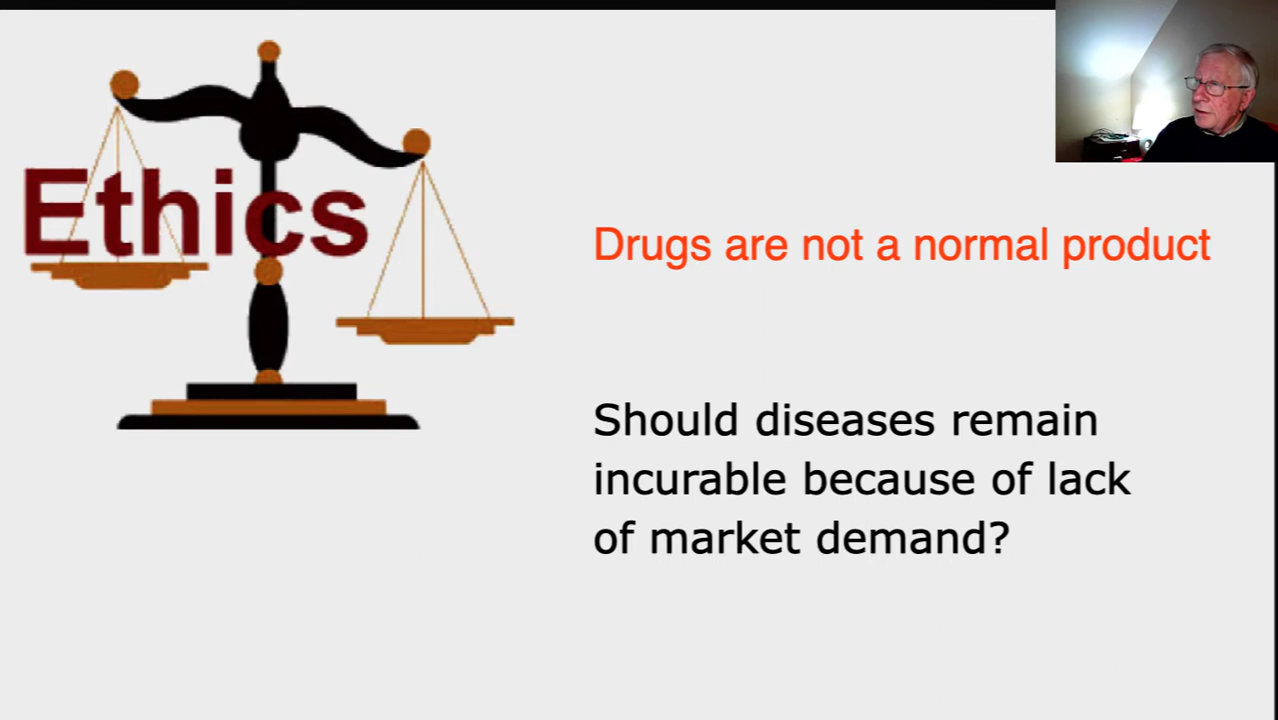 Ethics
Drugs are not a normal product
Should diseases remain
incurable because of lack
of market demand?